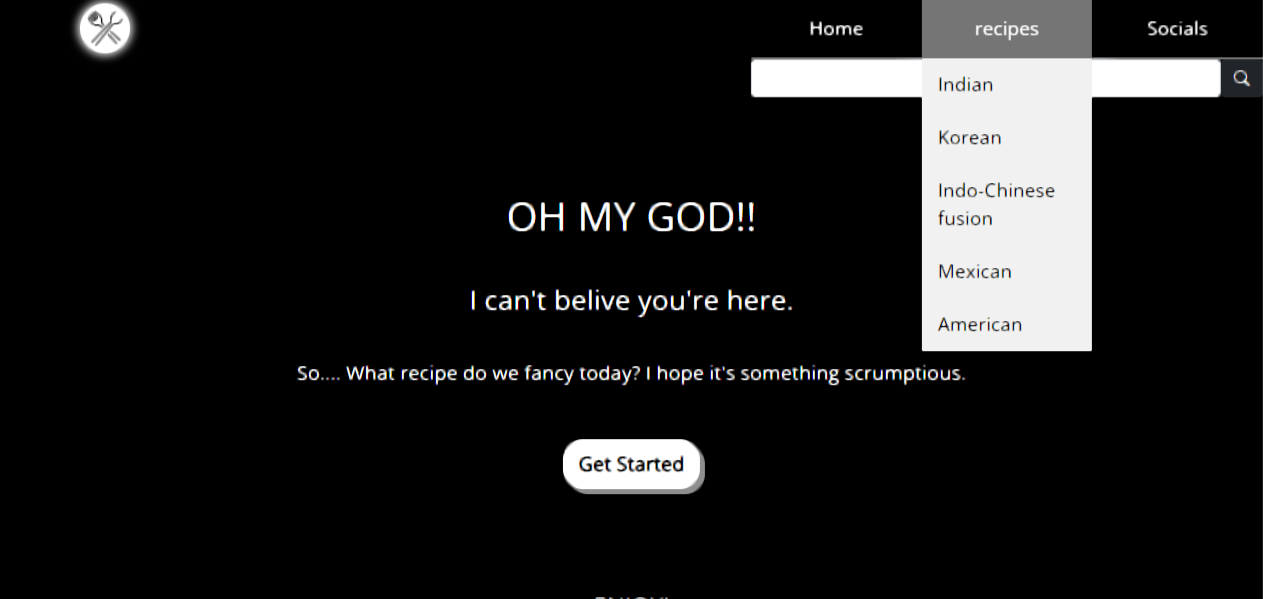 Home recipes Socials
Indian
Korean
Indo-Chinese
fusion
Mexican
American
OH MY GOD!!
I can't belive you're here.
So.... What recipe do we fancy today? I hope it's something scrumptious.
Get Started